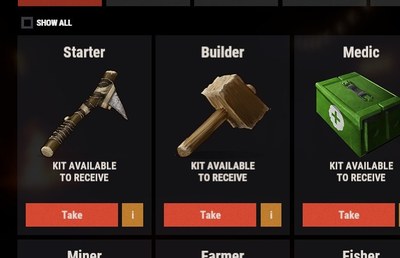 SHOW ALL
Starter
Builder
Medic
KIT AVAILABLE
TO RECEIVE
KIT AVAILABLE
TO RECEIVE
KIT AVAILABLE
TO RECEIVE
Take
i
Take
i
Take
Miner
Farmer
Fisher